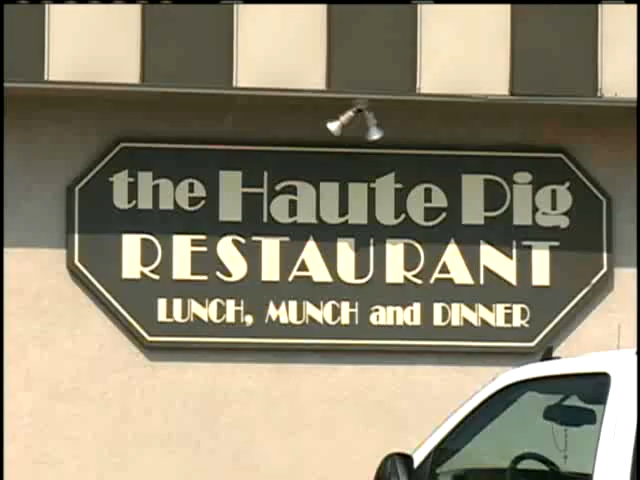 the Haute Pig
RESTAURANT
LUNCH, MUNCH and DINNER